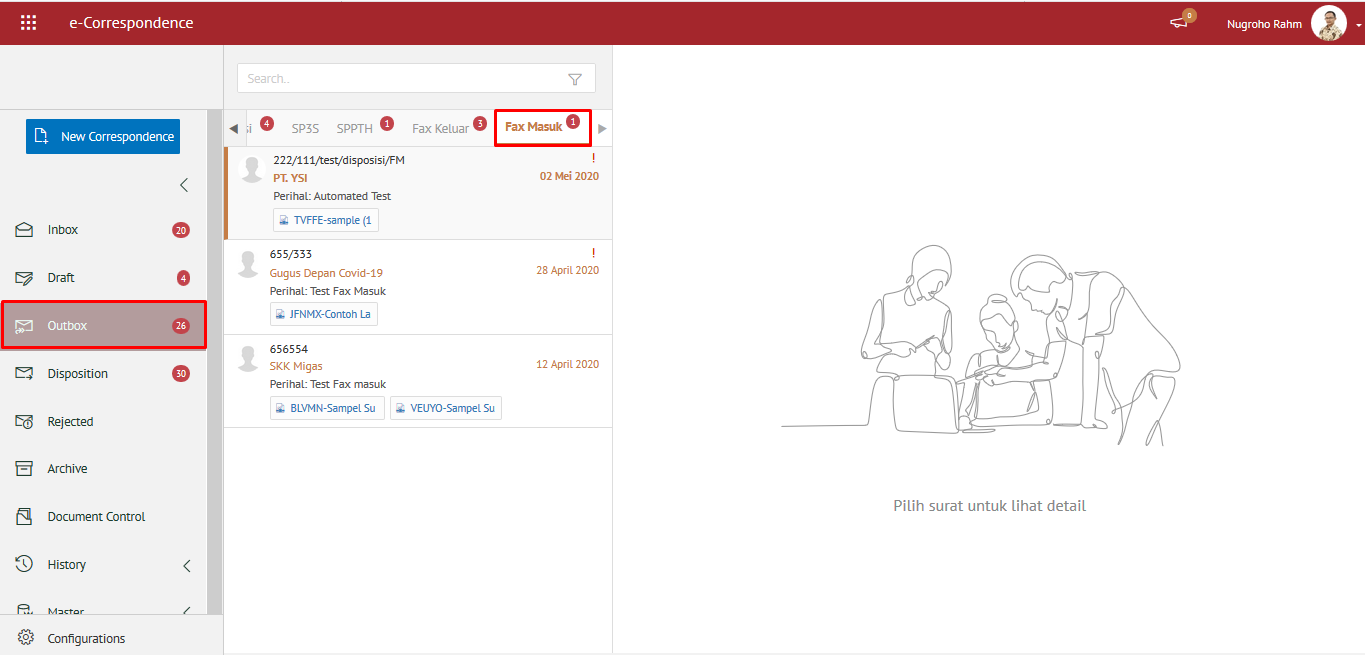 e-Correspondence
0
Nugroho Rahm
Search..
New Correspondence
si 4
SP3S
SPPTH 1
Fax Keluar 3
Fax Masuk 1
222/111/test/disposisi/FM !
PT. YSI 02 Mei 2020
Perihal: Automated Test
TVFFE-sample (1
655/333 !
Gugus Depan Covid-19 28 April 2020
Perihal: Test Fax Masuk
JFNMX-Contoh La
656554
SKK Migas 12 April 2020
Perihal: Test Fax masuk
BLVMN-Sampel Su VEUYO-Sampel Su
Inbox 20
Draft 4
Outbox 26
Disposition 30
Rejected
Archive
Document Control
History
Master
Configurations
Pilih surat untuk lihat detail